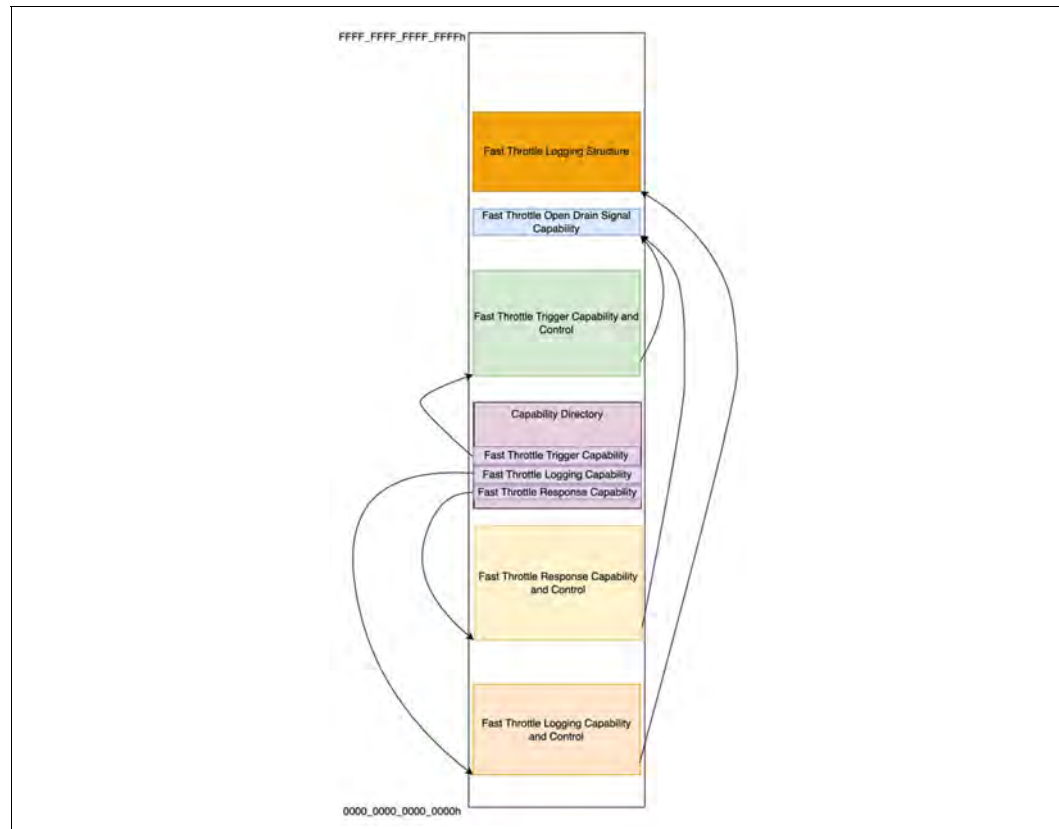 FFFF_FFFF_FFFF_FFFFh
Fast Throttle Logging Structure
Fast Throttle Open Drain Signal
Capability
Fast Throttle Trigger Capability and
Control
Capability Directory
Fast Throttle Trigger Capability
Fast Throttle Logging Capability
Fast Throttle Response Capability
Fast Throttle Response Capability
and Control
Fast Throttle Logging Capability
and Control
0000_0000_0000_0000h